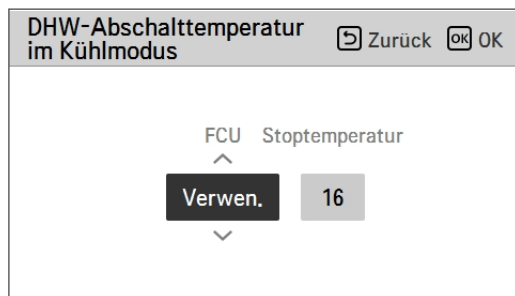 DHW-Abschalttemperatur
im Kühlmodus
Zurück
OK OK
FCU Stoptemperatur
Verwen. 16